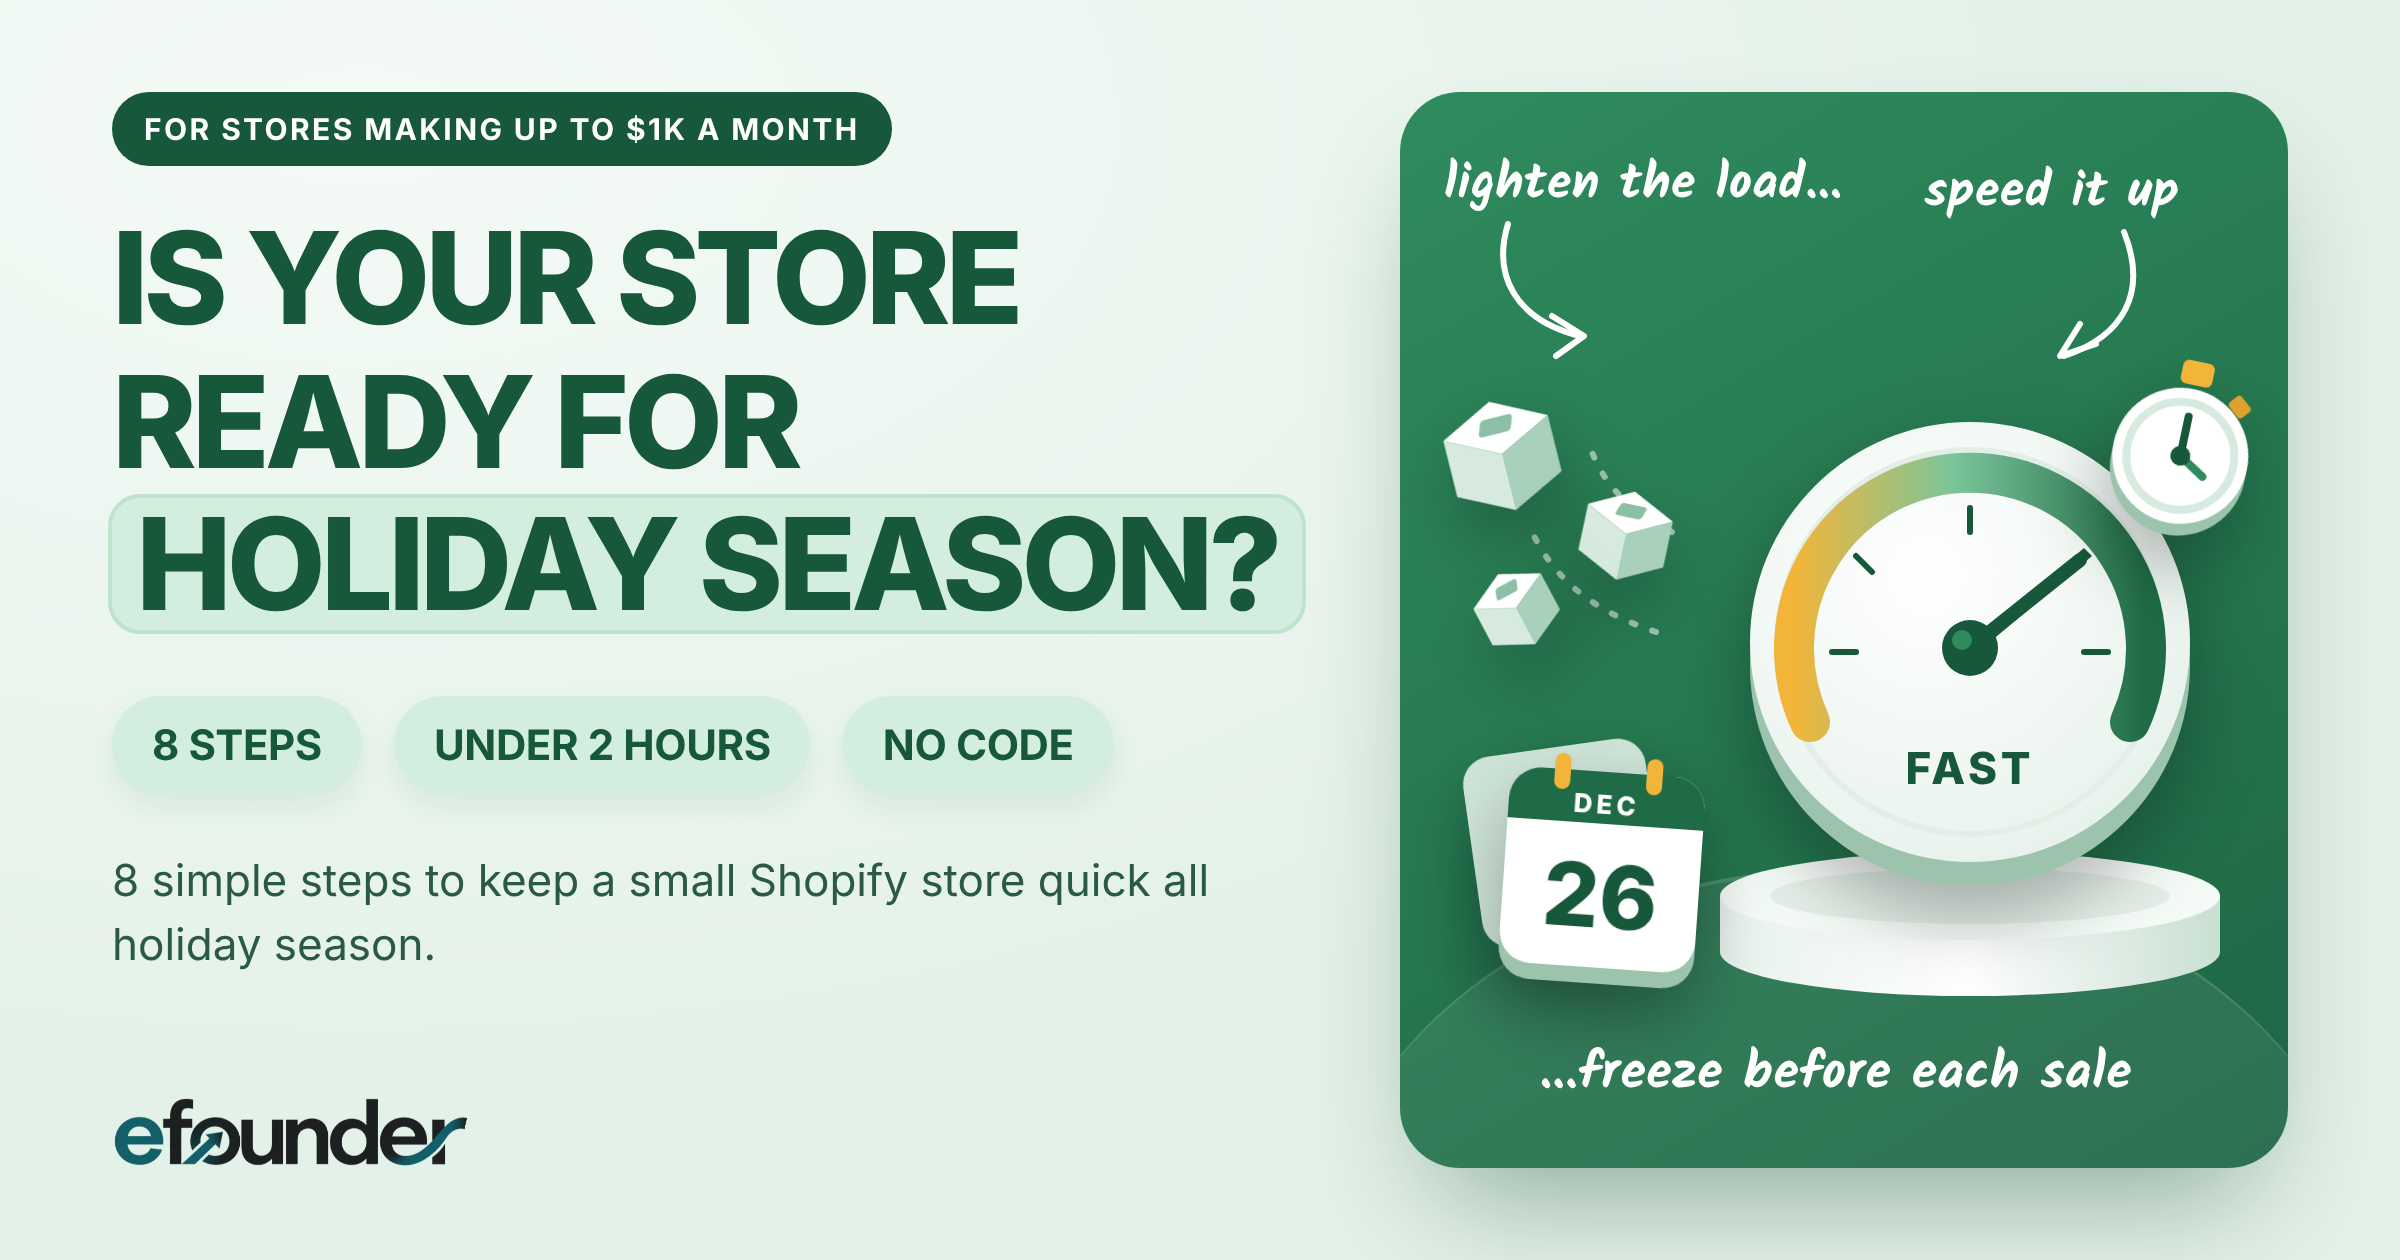 FOR STORES MAKING UP TO $1K A MONTH
IS YOUR STORE
READY FOR
HOLIDAY SEASON?
8 STEPS
UNDER 2 HOURS
NO CODE
8 simple steps to keep a small Shopify store quick all
holiday season.
efounder
lighten the load...
speed it up
FAST
DEC
26
...freeze before each sale